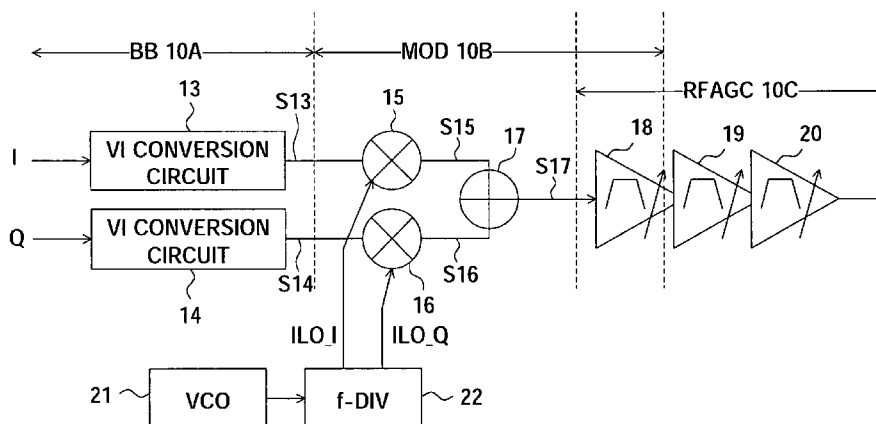 BB 10A
MOD 10B
RFAGC 10C
13
S13
15
S15
17
S17
18
19
20
I
VI CONVERSION
CIRCUIT
Q
VI CONVERSION
CIRCUIT
14
S14
16
S16
ILO_I
ILO_Q
21
VCO
f-DIV
22